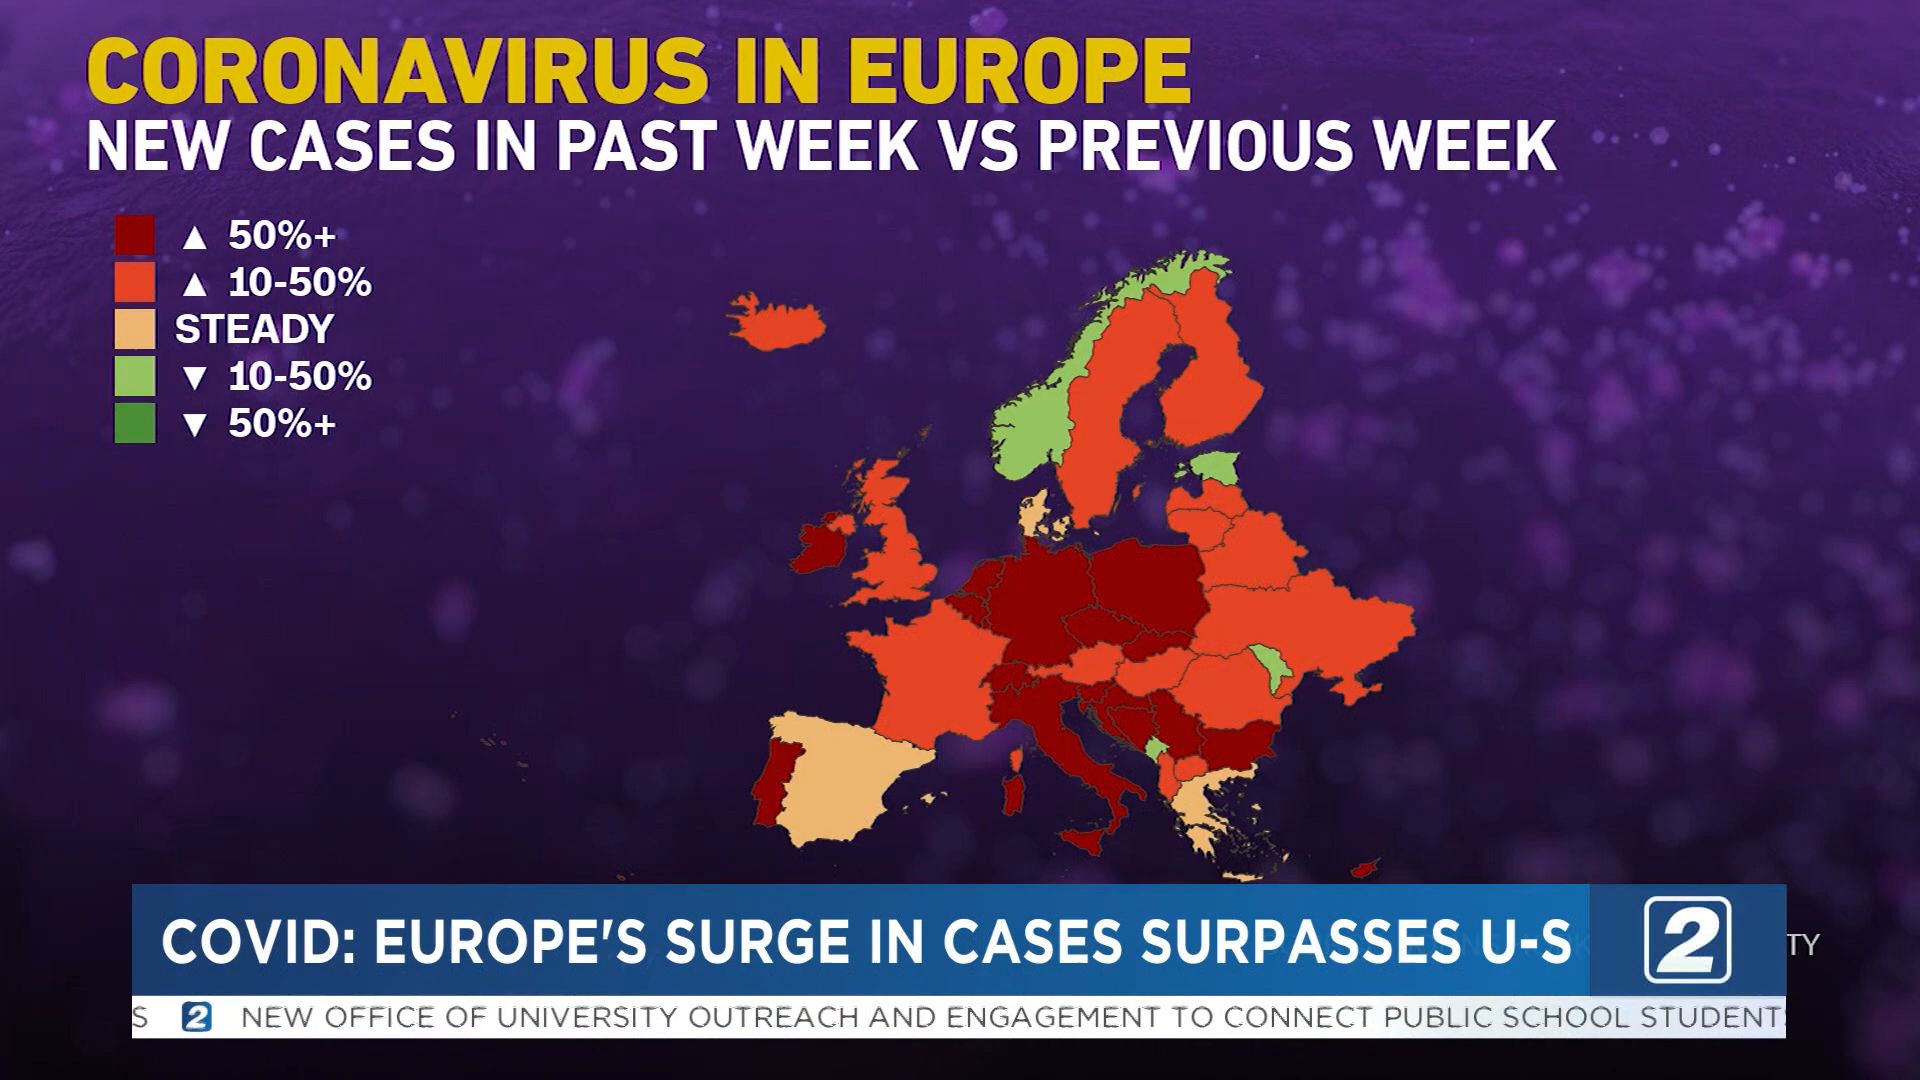 CORONAVIRUS IN EUROPE
NEW CASES IN PAST WEEK VS PREVIOUS WEEK
▲ 50%+
▲ 10-50%
STEADY
▼ 10-50%
▼ 50%+
COVID: EUROPE'S SURGE IN CASES SURPASSES U-S
2
TY
S 2 NEW OFFICE OF UNIVERSITY OUTREACH AND ENGAGEMENT TO CONNECT PUBLIC SCHOOL STUDENT